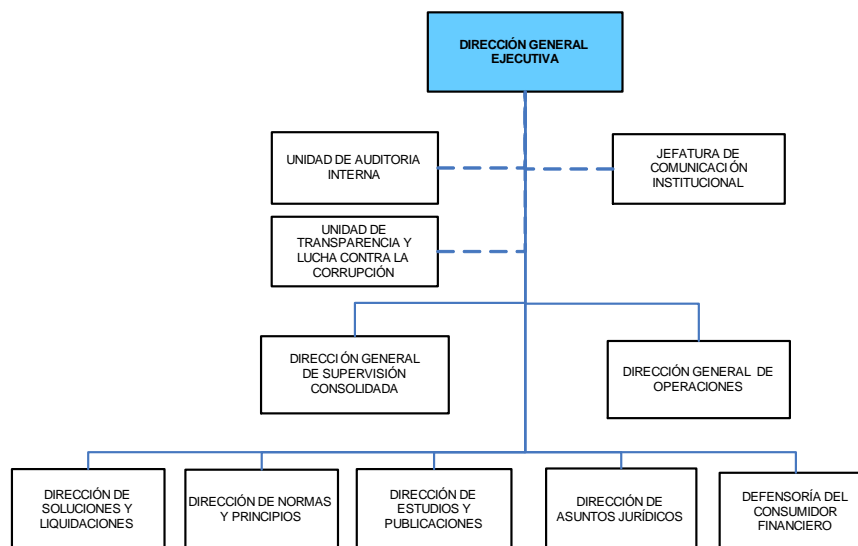 DIRECCIÓN GENERAL
EJECUTIVA
UNIDAD DE AUDITORIA
INTERNA
JEFATURA DE
COMUNICACIÓN
INSTITUCIONAL
UNIDAD DE
TRANSPARENCIA Y
LUCHA CONTRA LA
CORRUPCIÓN
DIRECCIÓN GENERAL
DE SUPERVISIÓN
CONSOLIDADA
DIRECCIÓN GENERAL DE
OPERACIONES
DIRECCIÓN DE
SOLUCIONES Y
LIQUIDACIONES
DIRECCIÓN DE NORMAS
Y PRINCIPIOS
DIRECCIÓN DE
ESTUDIOS Y
PUBLICACIONES
DIRECCIÓN DE
ASUNTOS JURÍDICOS
DEFENSORÍA DEL
CONSUMIDOR
FINANCIERO